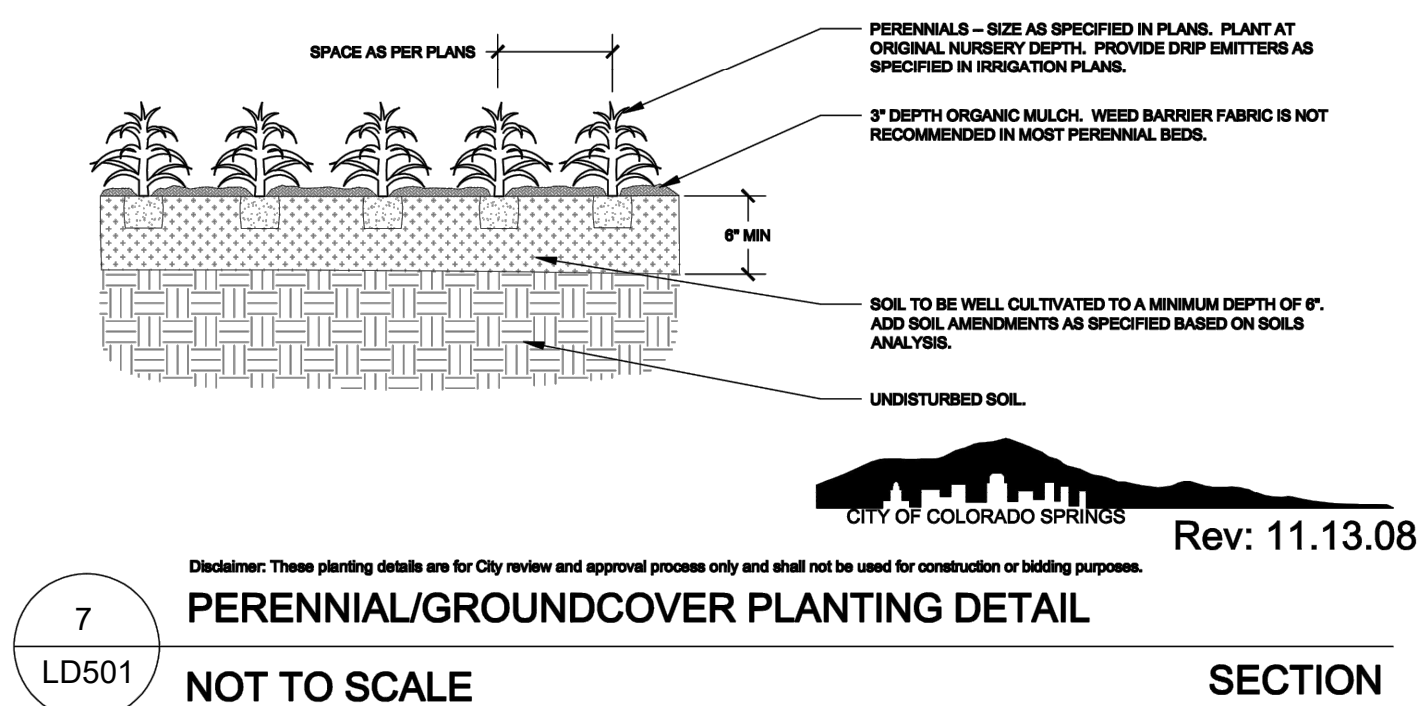 SPACE AS PER PLANS
PERENNIALS – SIZE AS SPECIFIED IN PLANS. PLANT AT
ORIGINAL NURSERY DEPTH. PROVIDE DRIP EMITTERS AS
SPECIFIED IN IRRIGATION PLANS.
3" DEPTH ORGANIC MULCH. WEED BARRIER FABRIC IS NOT
RECOMMENDED IN MOST PERENNIAL BEDS.
6" MIN
SOIL TO BE WELL CULTIVATED TO A MINIMUM DEPTH OF 6".
ADD SOIL AMENDMENTS AS SPECIFIED BASED ON SOILS
ANALYSIS.
UNDISTURBED SOIL.
CITY OF COLORADO SPRINGS
Rev: 11.13.08
Disclaimer: These planting details are for City review and approval process only and shall not be used for construction or bidding purposes.
7
PERENNIAL/GROUNDCOVER PLANTING DETAIL
LD501
NOT TO SCALE
SECTION